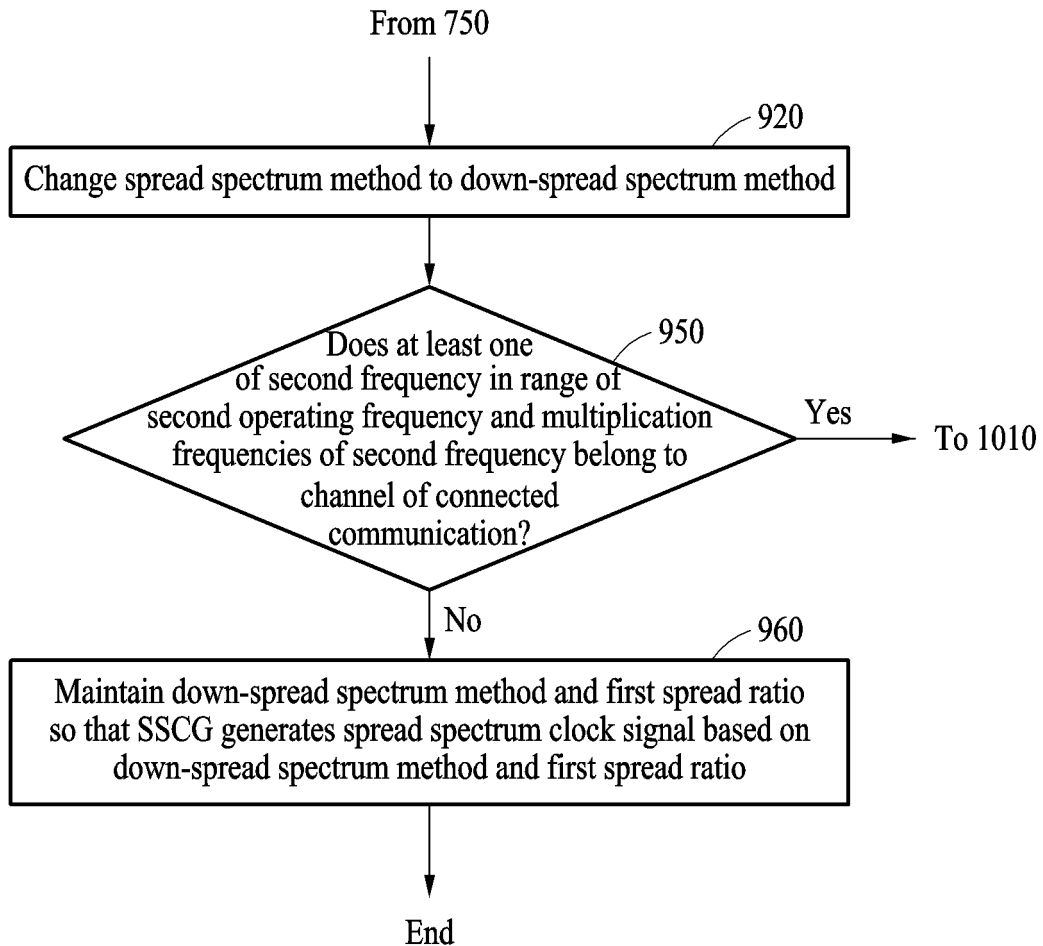 From 750
920
Change spread spectrum method to down-spread spectrum method
950
Does at least one
of second frequency in range of
second operating frequency and multiplication
frequencies of second frequency belong to
channel of connected
communication?
Yes
To 1010
No
960
Maintain down-spread spectrum method and first spread ratio
so that SSCG generates spread spectrum clock signal based on
down-spread spectrum method and first spread ratio
End